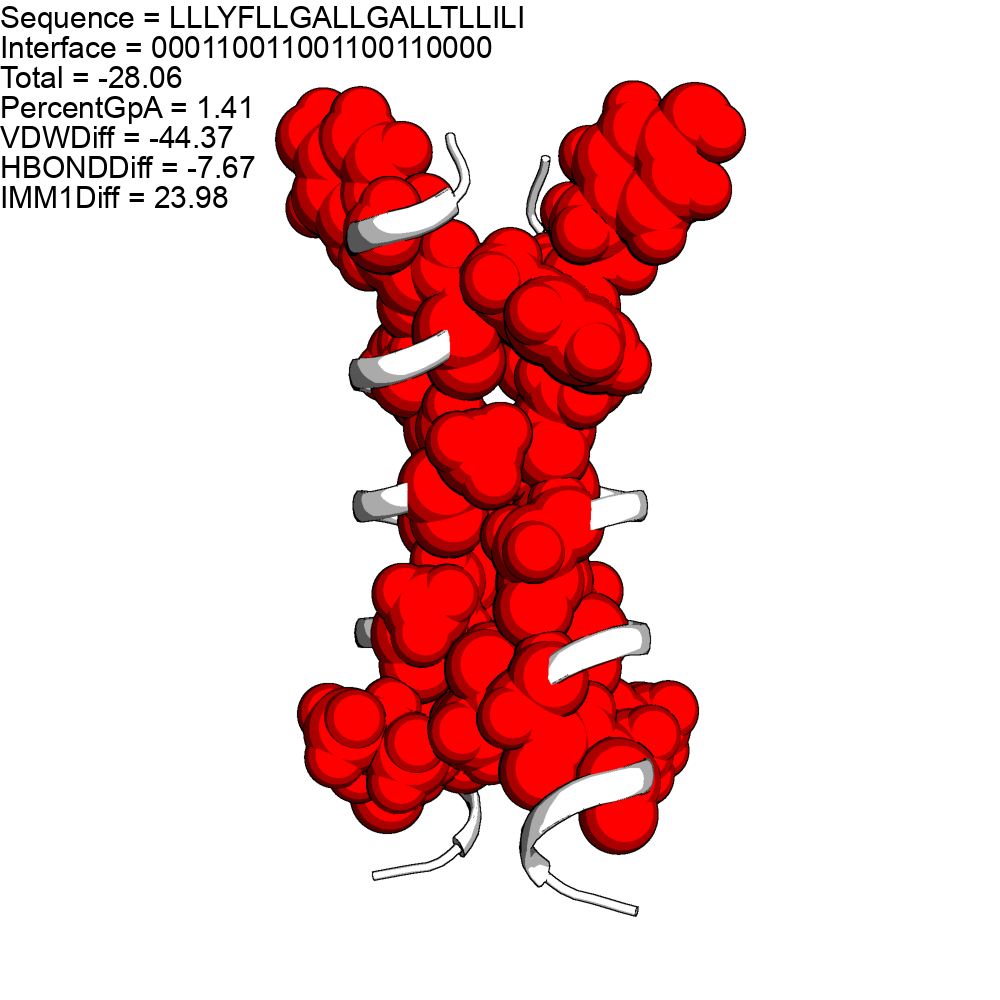 Sequence = LLLYFLLGALLGALLTLLILI
Interface = 000110011001100110000
Total = -28.06
PercentGpA = 1.41
VDWDiff = -44.37
HBONDDiff = -7.67
IMM1Diff = 23.98